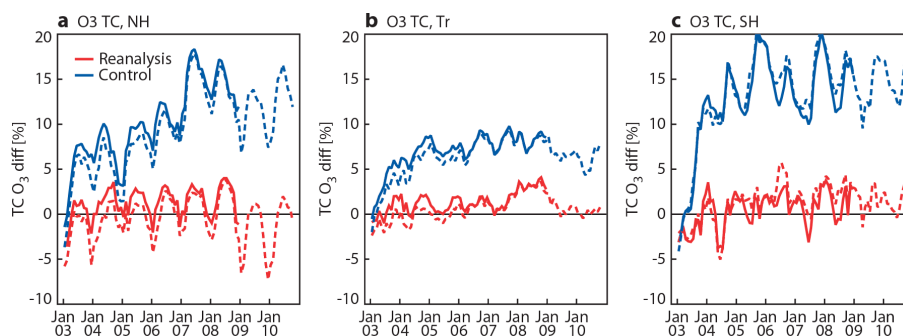 a O3 TC, NH
TC O3 diff [%]
20
15
10
5
0
-5
-10
Reanalysis
Control
Jan Jan Jan Jan Jan Jan Jan Jan
03 04 05 06 07 08 09 10
b O3 TC, Tr
TC O3 diff [%]
20
15
10
5
0
-5
-10
Jan Jan Jan Jan Jan Jan Jan Jan
03 04 05 06 07 08 09 10
c O3 TC, SH
TC O3 diff [%]
20
15
10
5
0
-5
-10
Jan Jan Jan Jan Jan Jan Jan Jan
03 04 05 06 07 08 09 10